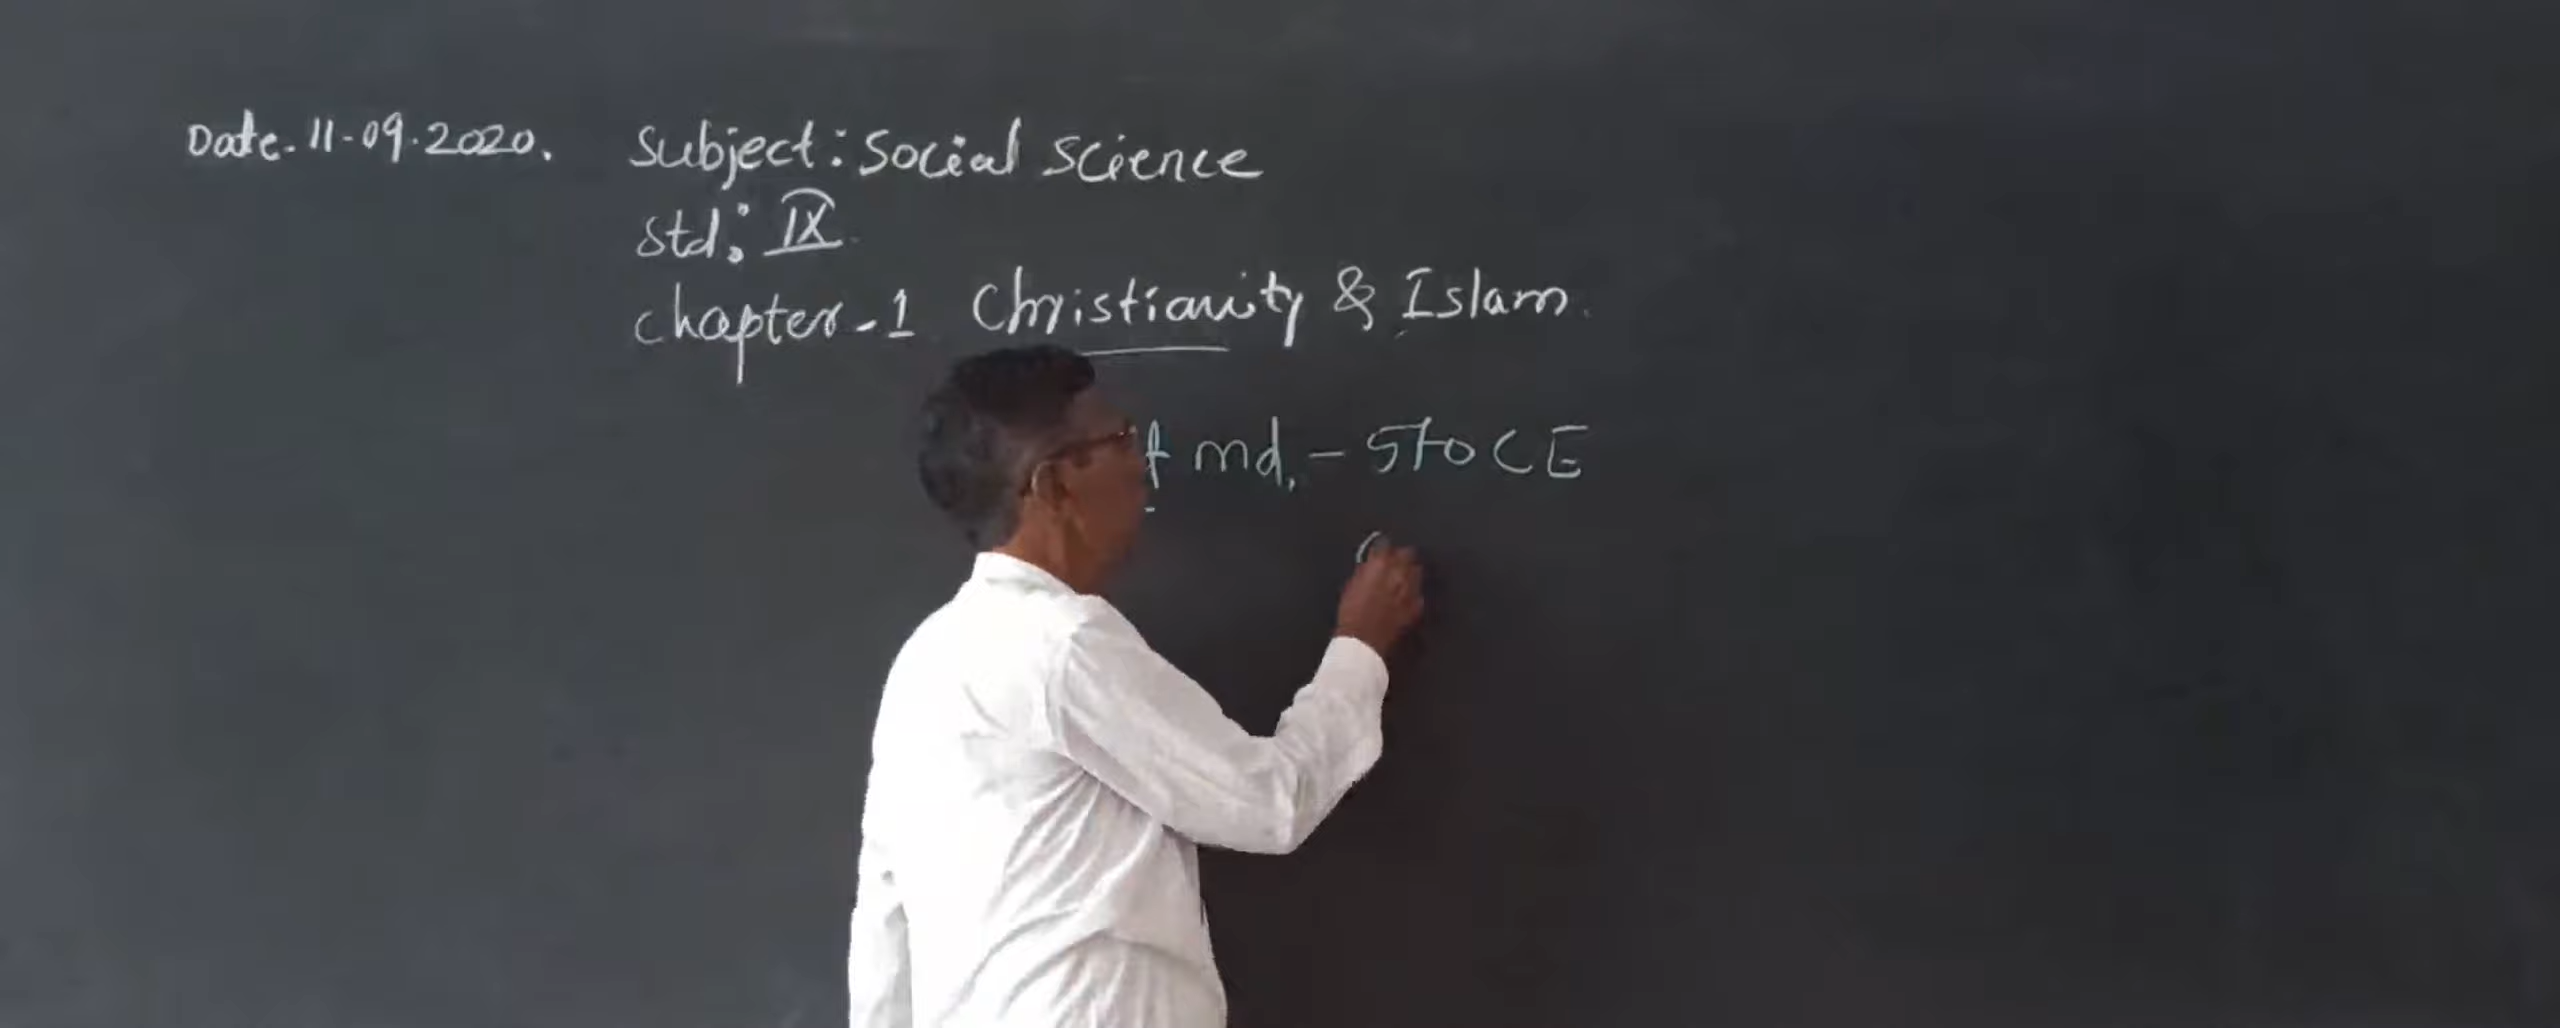 Date. 11-09.2020. Subject: Social Science
Std: IX
Chapter-1 Christianity & Islam.
md. - 570 CE